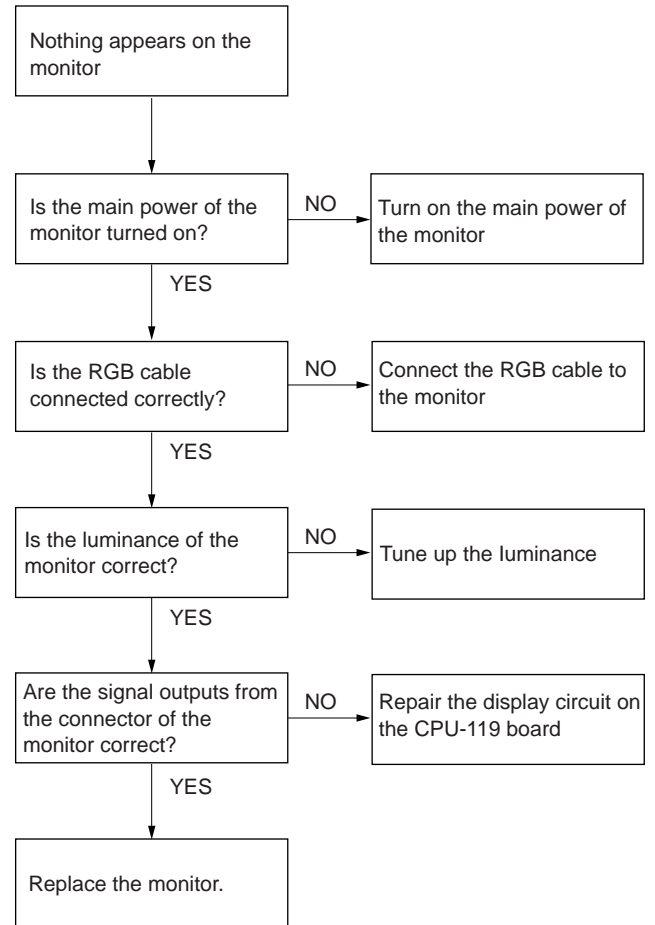 Nothing appears on the
monitor
Is the main power of the
monitor turned on?
NO
Turn on the main power of
the monitor
YES
Is the RGB cable
connected correctly?
NO
Connect the RGB cable to
the monitor
YES
Is the luminance of the
monitor correct?
NO
Tune up the luminance
YES
Are the signal outputs from
the connector of the
monitor correct?
NO
Repair the display circuit on
the CPU-119 board
YES
Replace the monitor.